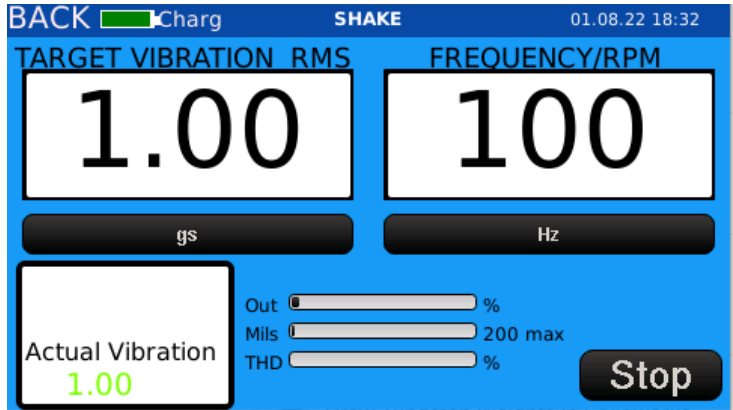 BACK Charg SHAKE 01.08.22 18:32
TARGET VIBRATION RMS FREQUENCY/RPM
1.00 100
gs Hz
Out %
Mils 200 max
THD %
Actual Vibration
1.00
Stop